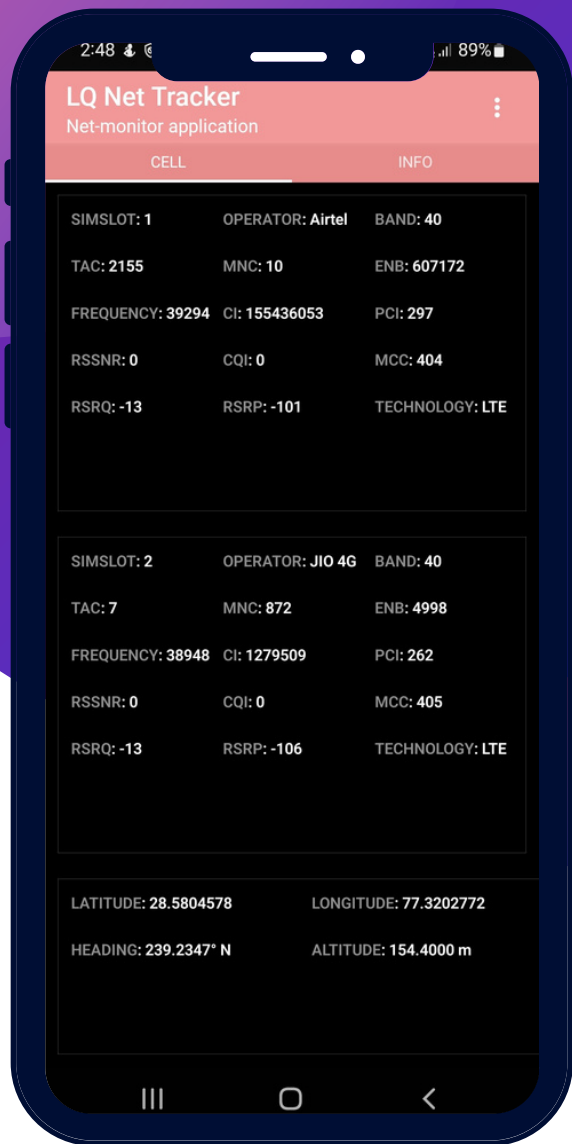 2:48 89%
LQ Net Tracker
Net-monitor application
CELL INFO
SIMSLOT: 1 OPERATOR: Airtel BAND: 40
TAC: 2155 MNC: 10 ENB: 607172
FREQUENCY: 39294 CI: 155436053 PCI: 297
RSSNR: 0 CQI: 0 MCC: 404
RSRQ: -13 RSRP: -101 TECHNOLOGY: LTE
SIMSLOT: 2 OPERATOR: JIO 4G BAND: 40
TAC: 7 MNC: 872 ENB: 4998
FREQUENCY: 38948 CI: 1279509 PCI: 262
RSSNR: 0 CQI: 0 MCC: 405
RSRQ: -13 RSRP: -106 TECHNOLOGY: LTE
LATITUDE: 28.5804578 LONGITUDE: 77.3202772
HEADING: 239.2347° N ALTITUDE: 154.4000 m